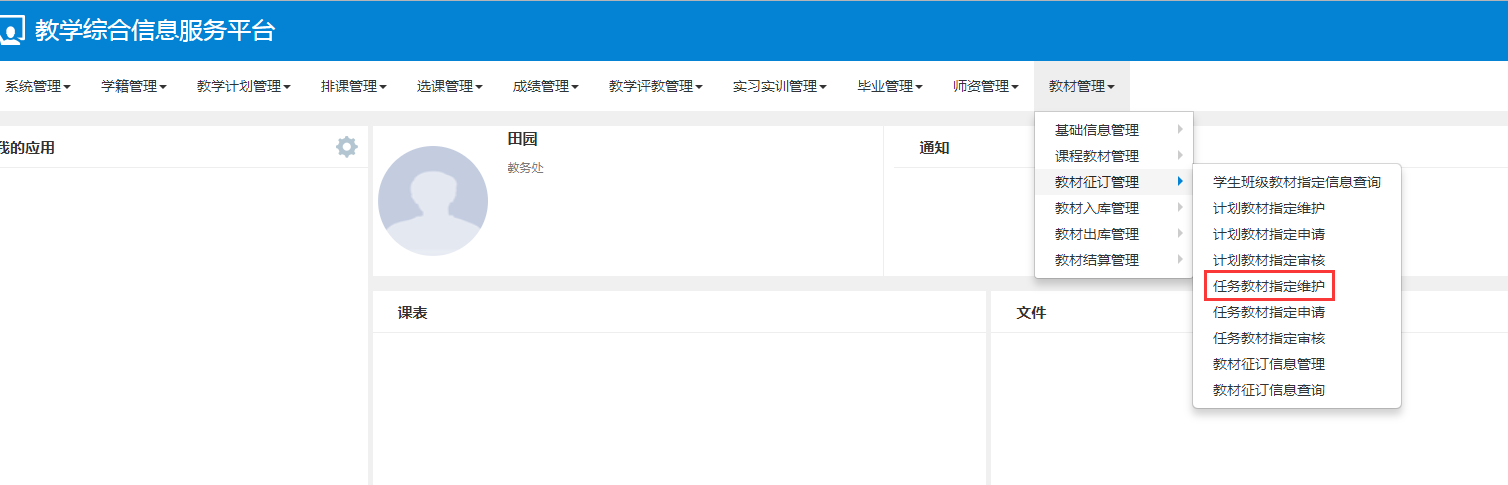 教学综合信息服务平台
系统管理 学籍管理 教学计划管理 排课管理 选课管理 成绩管理 教学评教管理 实习实训管理 毕业管理 师资管理 教材管理
我的应用
田园
教务处
通知
基础信息管理
课程教材管理
教材征订管理
教材入库管理
教材出库管理
教材结算管理
学生班级教材指定信息查询
计划教材指定维护
计划教材指定申请
计划教材指定审核
任务教材指定维护
任务教材指定申请
任务教材指定审核
教材征订信息管理
教材征订信息查询
课表
文件